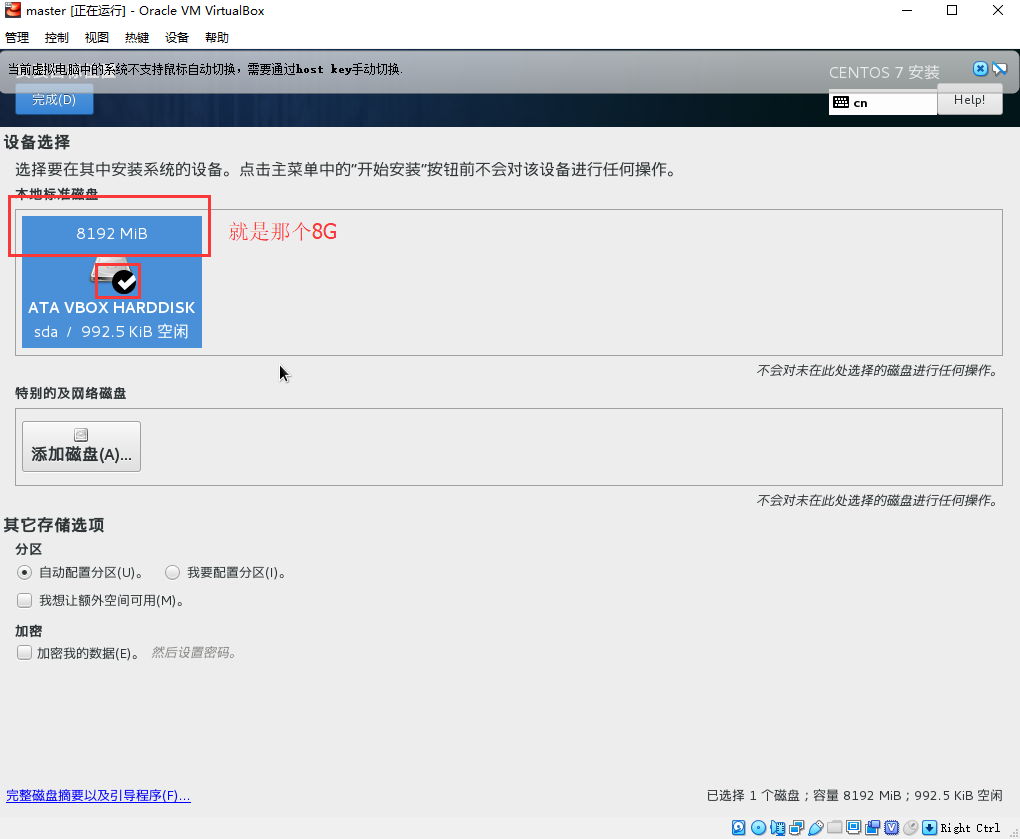 master [正在运行] - Oracle VM VirtualBox
管理 控制 视图 热键 设备 帮助
当前虚拟电脑中的系统不支持鼠标自动切换，需要通过host key手动切换.
CENTOS 7 安装
完成(D)
cn
Help!
设备选择
选择要在其中安装系统的设备。点击主菜单中的"开始安装"按钮前不会对该设备进行任何操作。
本地标准磁盘
8192 MiB
就是那个8G
ATA VBOX HARDDISK
sda / 992.5 KiB 空闲
不会对未在此处选择的磁盘进行任何操作。
特别的及网络磁盘
添加磁盘(A)...
不会对未在此处选择的磁盘进行任何操作。
其它存储选项
分区
自动配置分区(U)。 我要配置分区(I)。
我想让额外空间可用(M)。
加密
加密我的数据(E)。 然后设置密码。
完整磁盘摘要以及引导程序(F)...
已选择 1 个磁盘；容量 8192 MiB；992.5 KiB 空闲
Right Ctrl